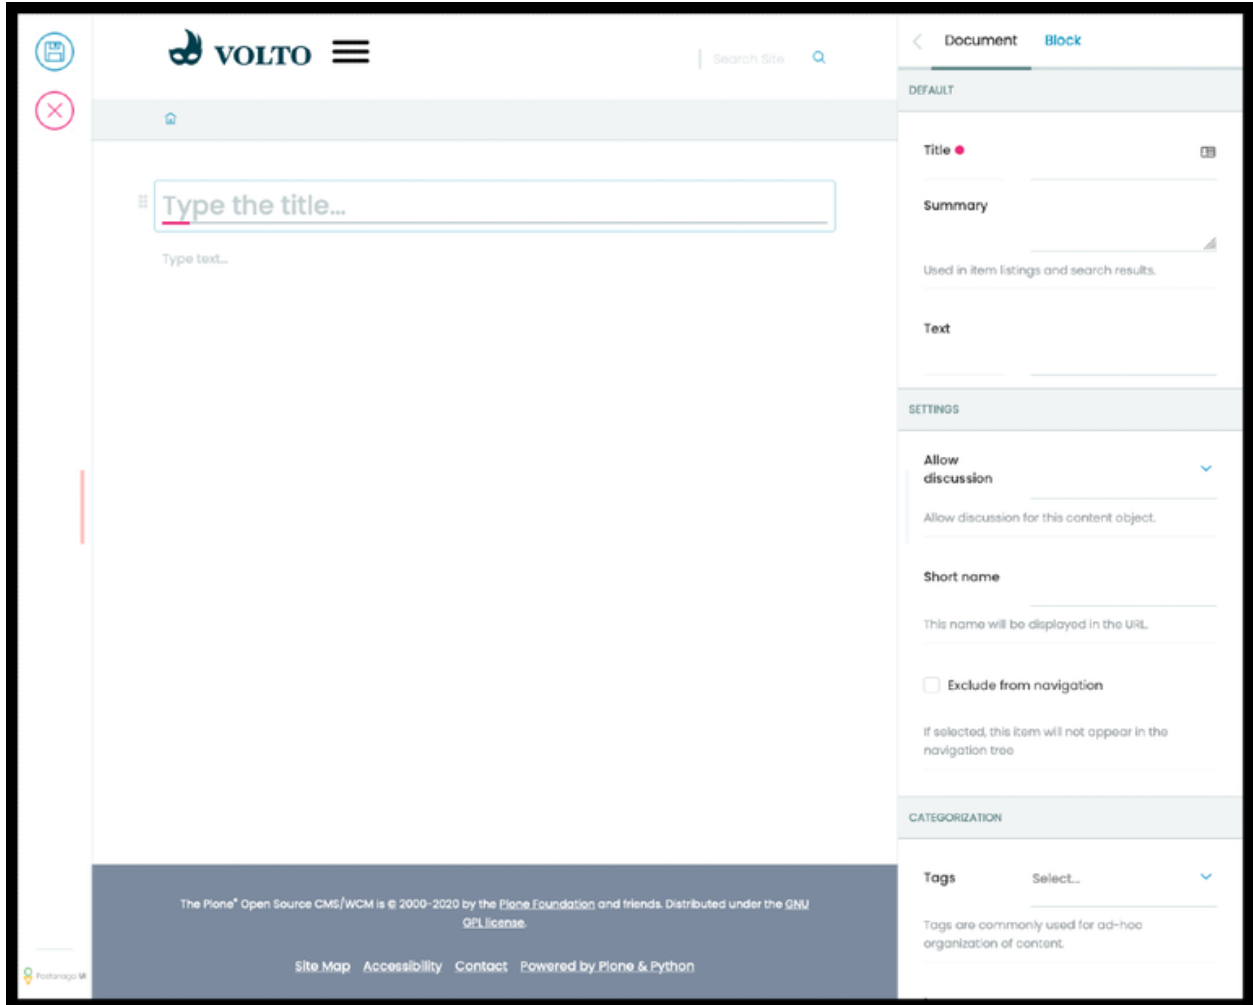 VOLTO
Search Site
Type the title...
Type text...
The Plone® Open Source CMS/WCM is © 2000-2020 by the Plone Foundation and friends. Distributed under the GNU
GPL license.
Site Map Accessibility Contact Powered by Plone & Python
Pastanaga UI
Document Block
DEFAULT
Title
Summary
Used in item listings and search results.
Text
SETTINGS
Allow
discussion
Allow discussion for this content object.
Short name
This name will be displayed in the URL.
Exclude from navigation
If selected, this item will not appear in the
navigation tree
CATEGORIZATION
Tags Select...
Tags are commonly used for ad-hoc
organization of content.